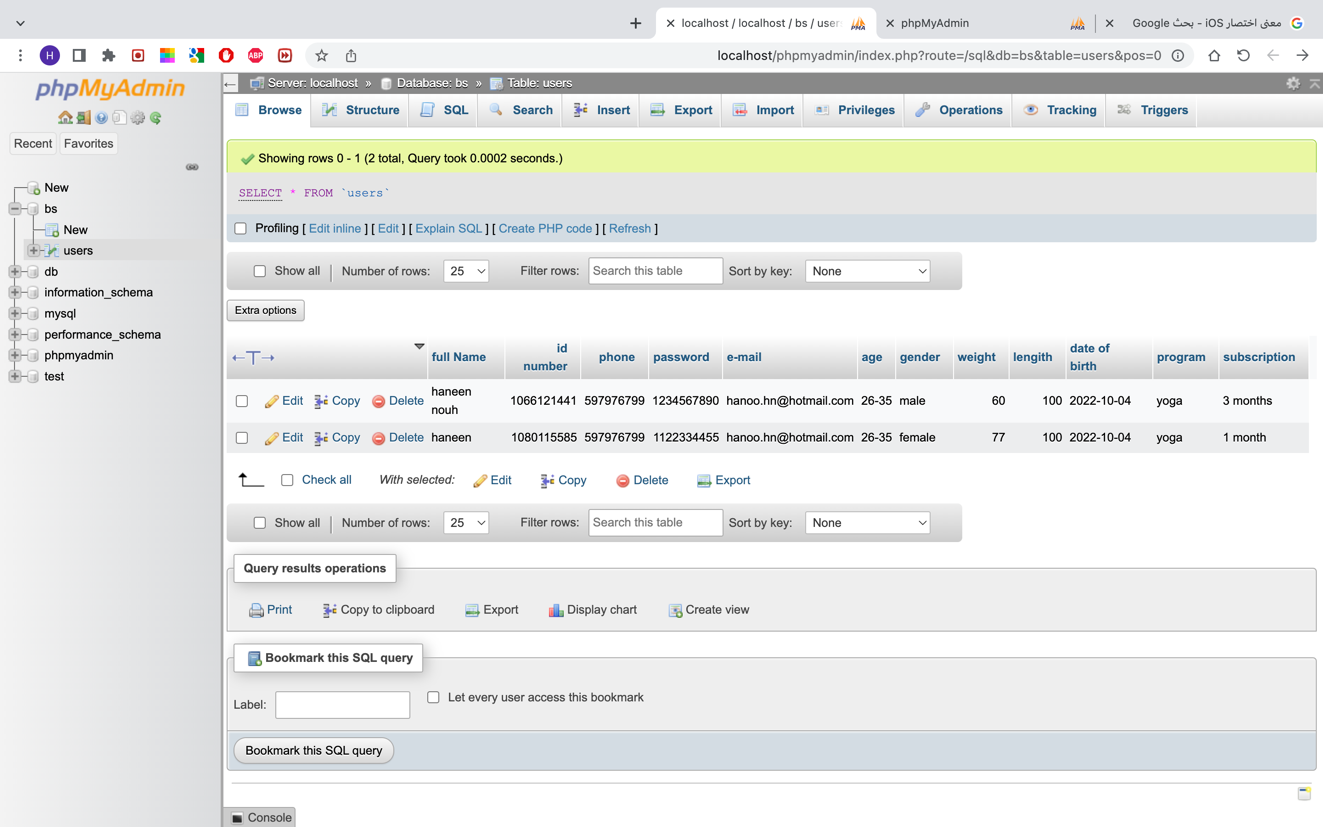 localhost / localhost / bs / user
phpMyAdmin
معنى اختصار iOS - بحث Google
H
ABP
localhost/phpmyadmin/index.php?route=/sql&db=bs&table=users&pos=0
phpMyAdmin
Recent
Favorites
New
bs
New
users
db
information_schema
mysql
performance_schema
phpmyadmin
test
Server: localhost » Database: bs » Table: users
Browse Structure SQL Search Insert Export Import Privileges Operations Tracking Triggers
Showing rows 0 - 1 (2 total, Query took 0.0002 seconds.)
SELECT * FROM `users`
Profiling [ Edit inline ] [ Edit ] [ Explain SQL ] [ Create PHP code ] [ Refresh ]
Show all Number of rows: 25 Filter rows: Search this table Sort by key: None
Extra options
←T→ full Name id number phone password e-mail age gender weight lengith date of birth program subscription
Edit Copy Delete haneen nouh 1066121441 597976799 1234567890 hanoo.hn@hotmail.com 26-35 male 60 100 2022-10-04 yoga 3 months
Edit Copy Delete haneen 1080115585 597976799 1122334455 hanoo.hn@hotmail.com 26-35 female 77 100 2022-10-04 yoga 1 month
Check all With selected: Edit Copy Delete Export
Show all Number of rows: 25 Filter rows: Search this table Sort by key: None
Query results operations
Print Copy to clipboard Export Display chart Create view
Bookmark this SQL query
Label: Let every user access this bookmark
Bookmark this SQL query
Console